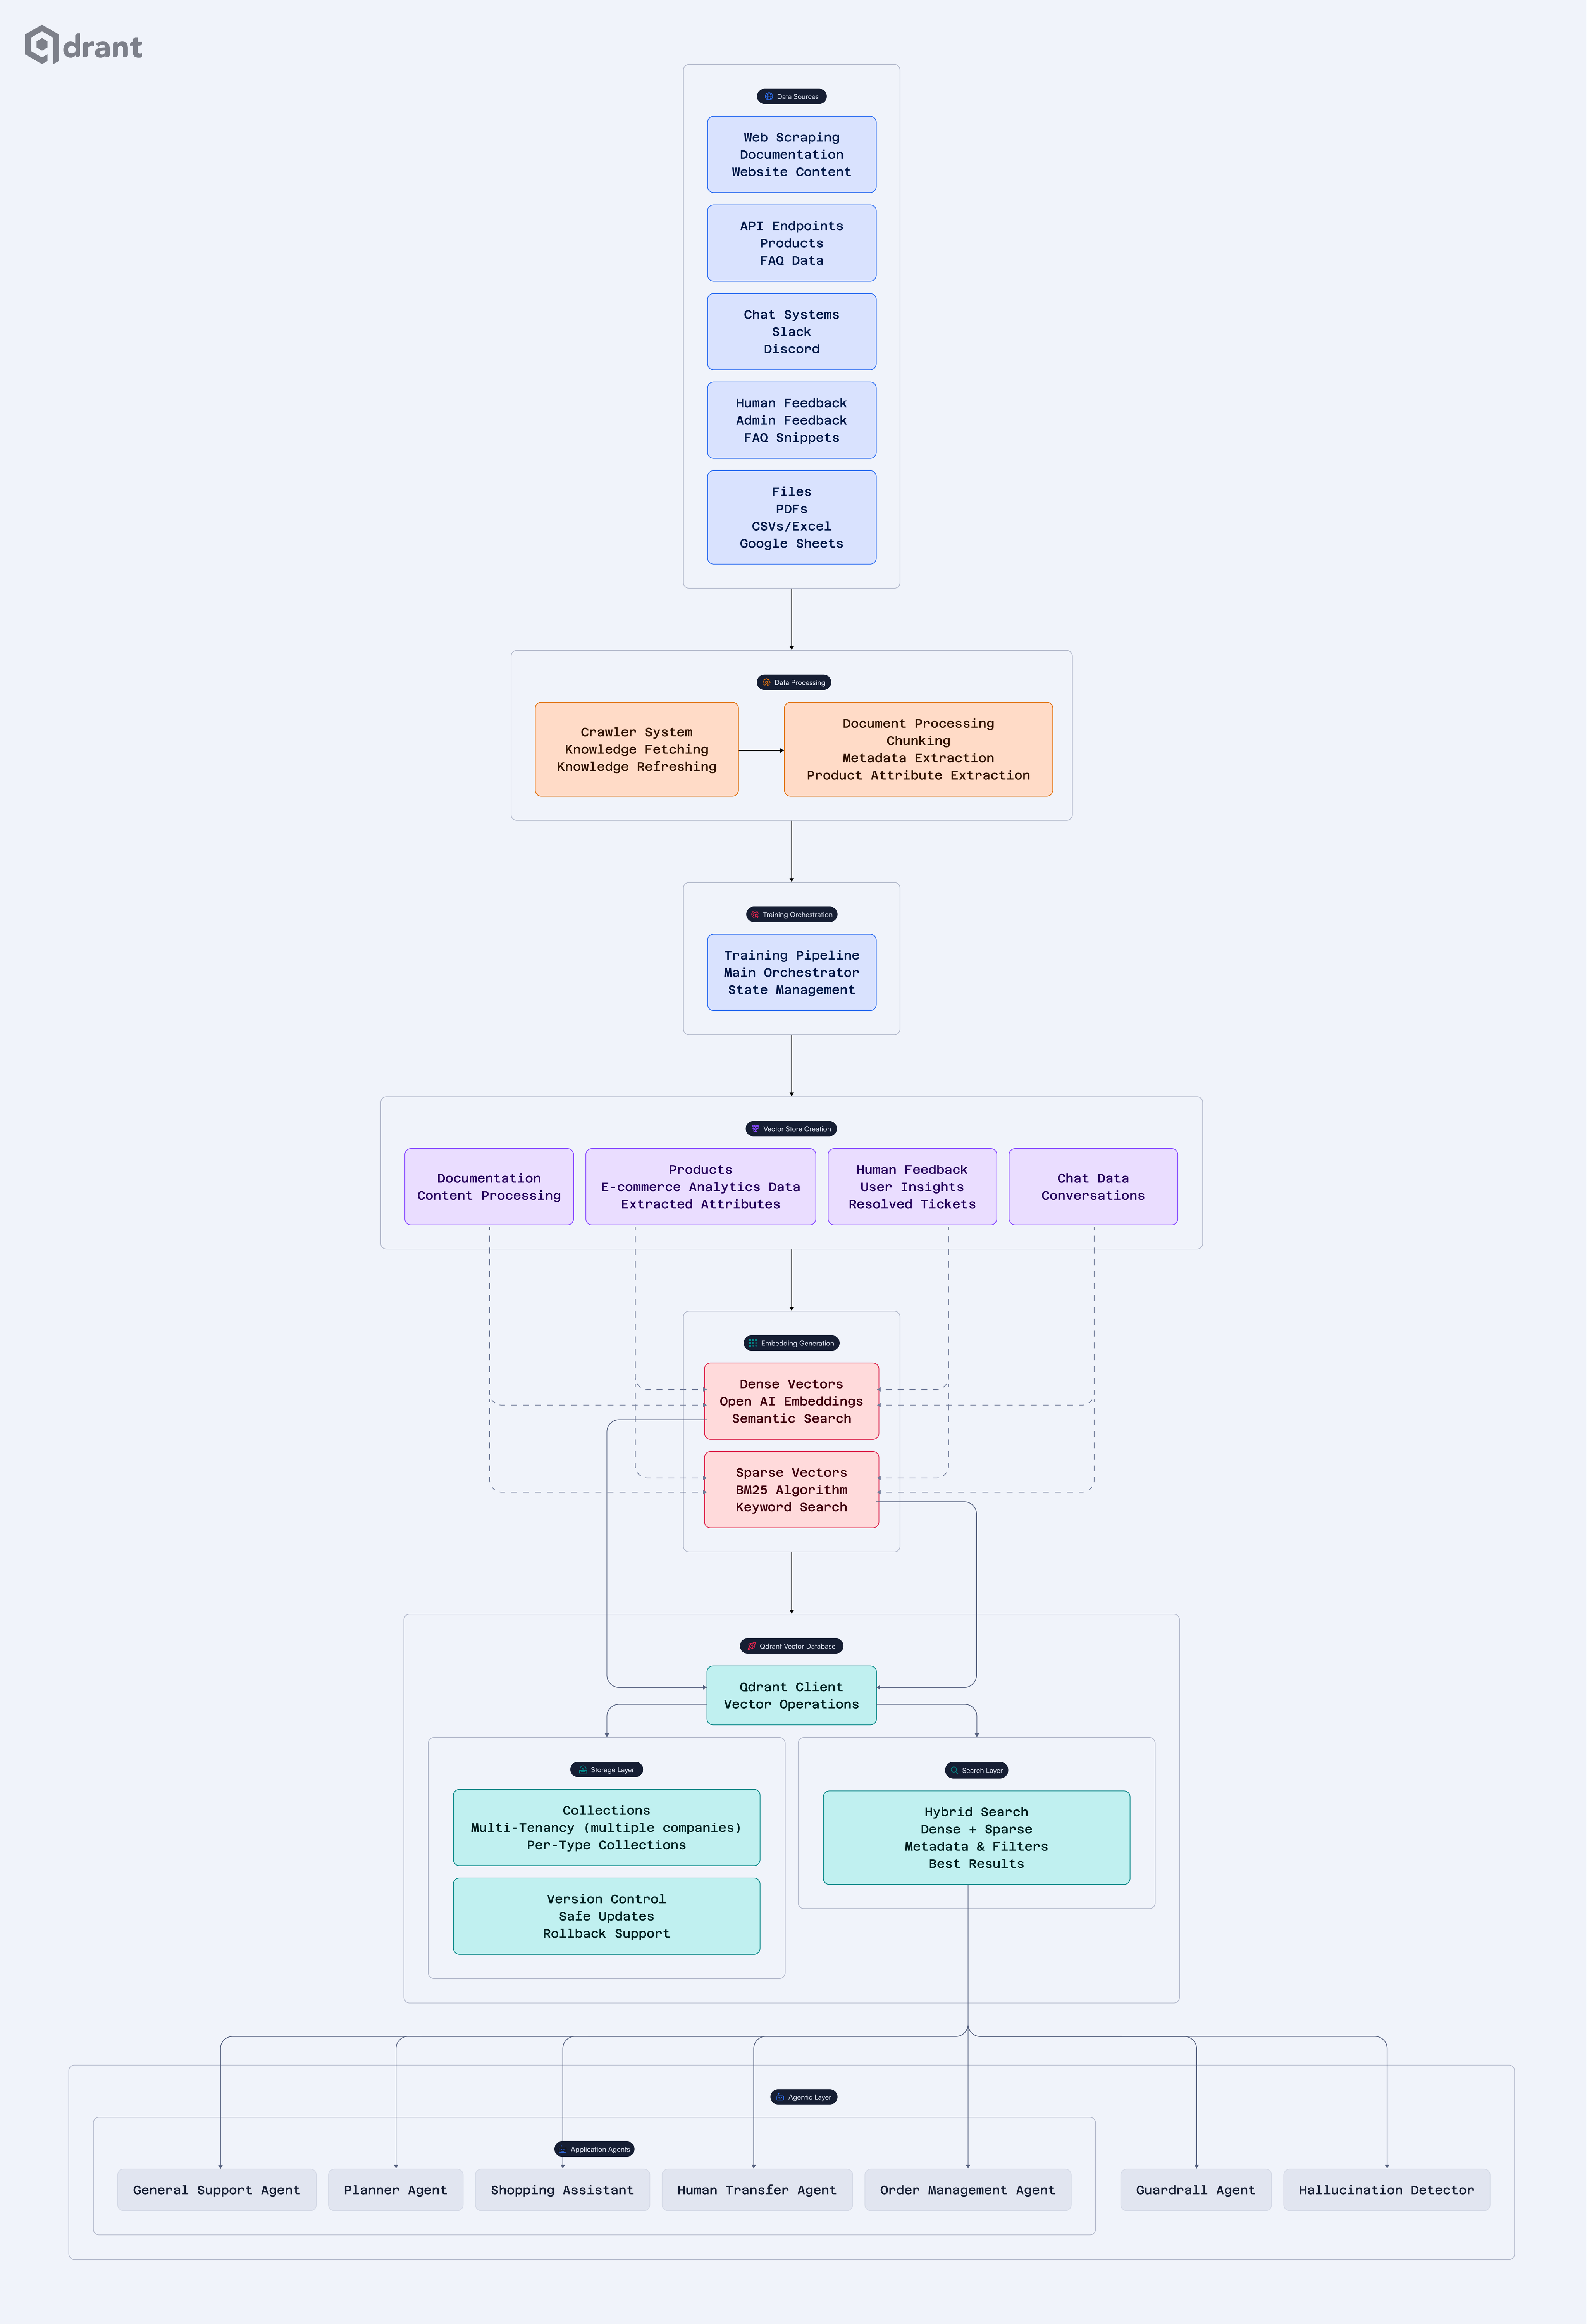 qdrant
Data Sources
Web Scraping
Documentation
Website Content
API Endpoints
Products
FAQ Data
Chat Systems
Slack
Discord
Human Feedback
Admin Feedback
FAQ Snippets
Files
PDFs
CSVs/Excel
Google Sheets
Data Processing
Crawler System
Knowledge Fetching
Knowledge Refreshing
Document Processing
Chunking
Metadata Extraction
Product Attribute Extraction
Training Orchestration
Training Pipeline
Main Orchestrator
State Management
Vector Store Creation
Documentation
Content Processing
Products
E-commerce Analytics Data
Extracted Attributes
Human Feedback
User Insights
Resolved Tickets
Chat Data
Conversations
Embedding Generation
Dense Vectors
Open AI Embeddings
Semantic Search
Sparse Vectors
BM25 Algorithm
Keyword Search
Qdrant Vector Database
Qdrant Client
Vector Operations
Storage Layer
Collections
Multi-Tenancy (multiple companies)
Per-Type Collections
Version Control
Safe Updates
Rollback Support
Search Layer
Hybrid Search
Dense + Sparse
Metadata & Filters
Best Results
Agentic Layer
Application Agents
General Support Agent
Planner Agent
Shopping Assistant
Human Transfer Agent
Order Management Agent
Guardrall Agent
Hallucination Detector